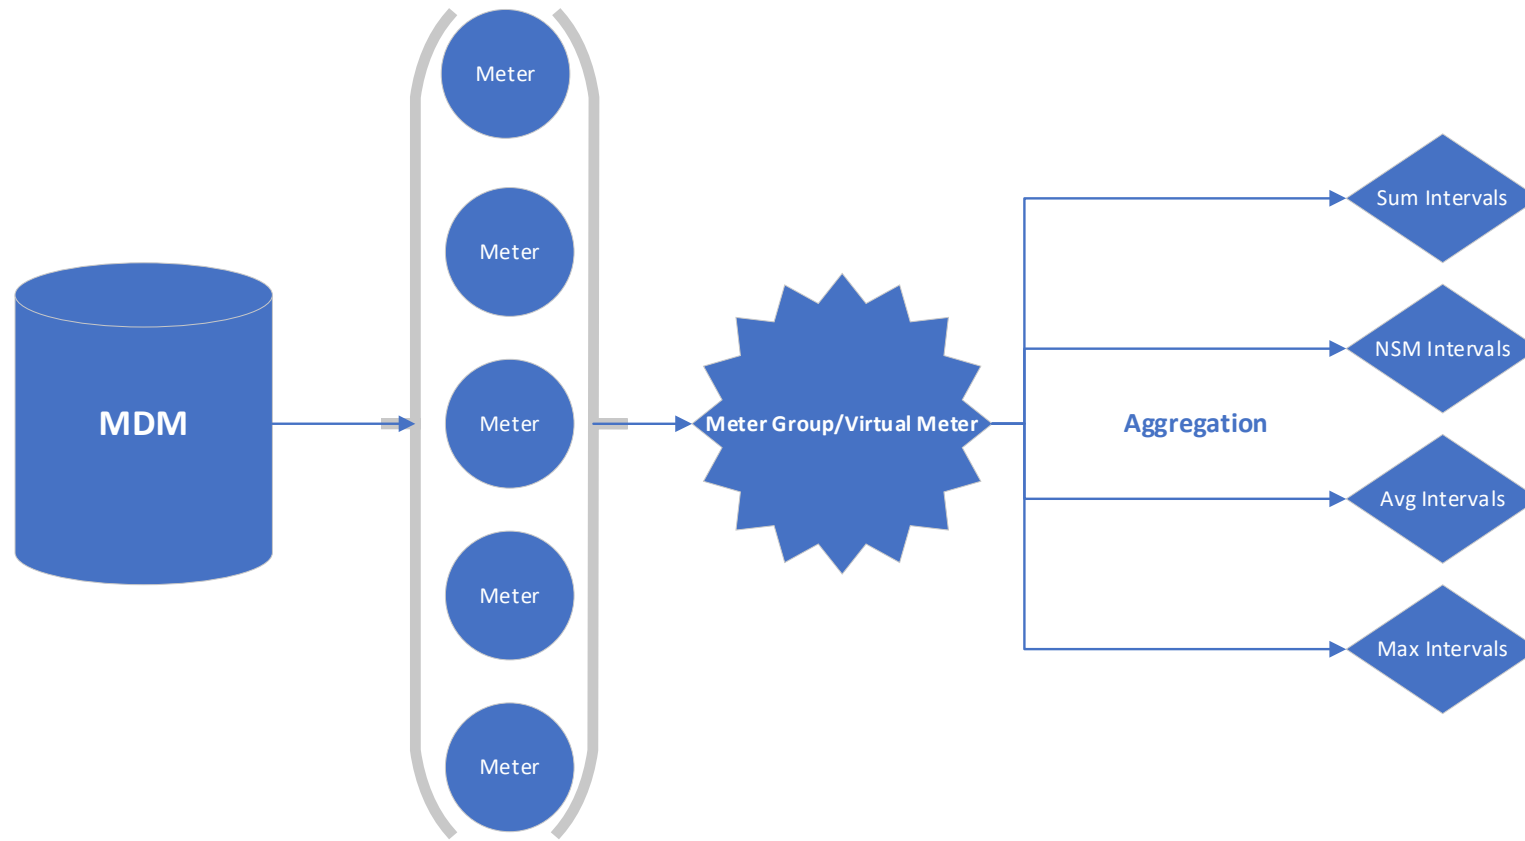 Meter
Meter
Meter
Meter
Meter
MDM
Meter Group/Virtual Meter
Aggregation
Sum Intervals
NSM Intervals
Avg Intervals
Max Intervals